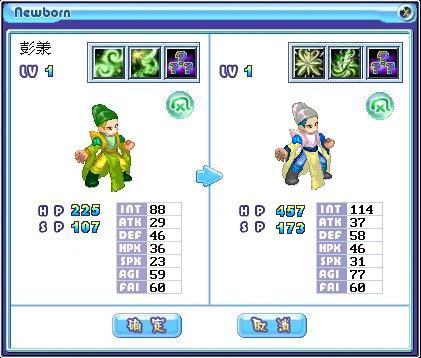 Newborn
彭羕
LV 1
LV 1
HP 225
SP 107
INT 88
ATK 29
DEF 46
HPX 36
SPX 23
AGI 59
FAI 60
HP 457
SP 173
INT 114
ATK 37
DEF 58
HPX 46
SPX 31
AGI 77
FAI 60
確定
取消